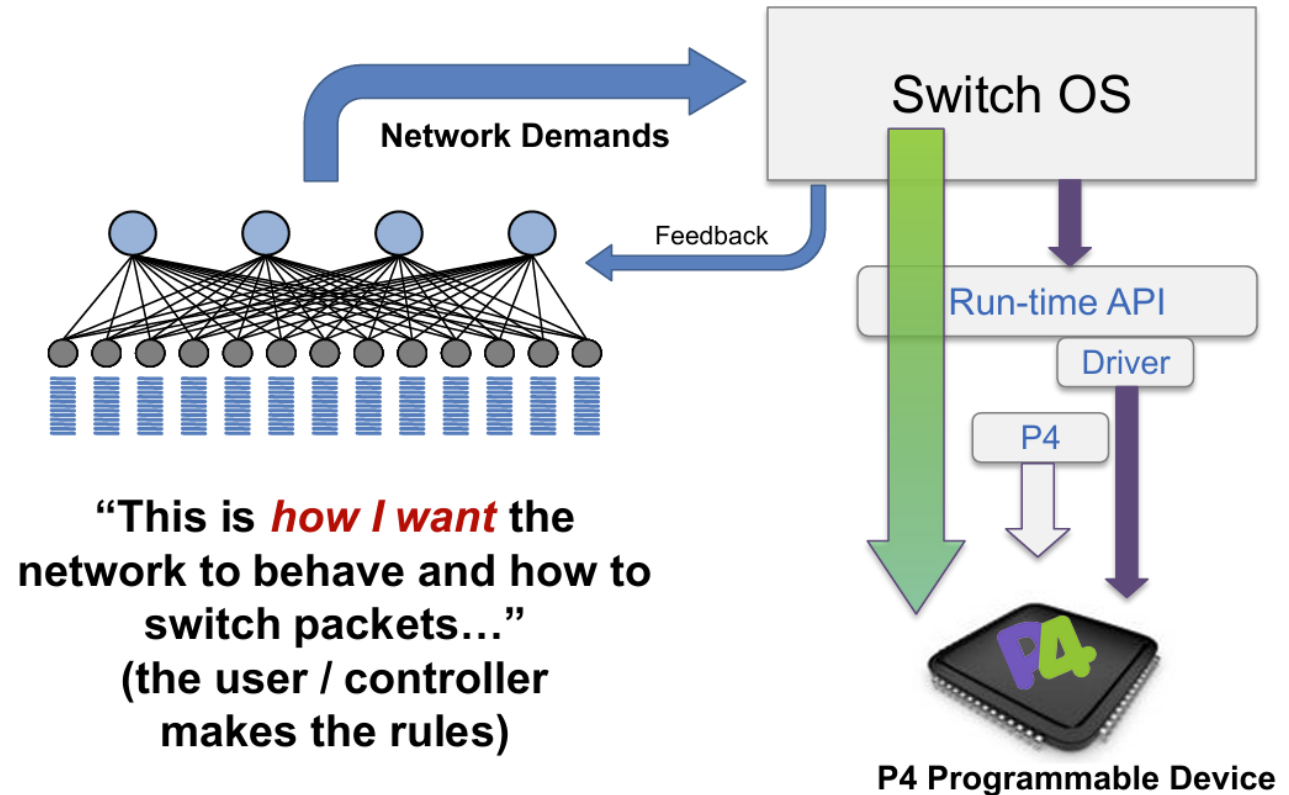 Switch OS
Network Demands
Feedback
Run-time API
Driver
P4
“This is how I want the
network to behave and how to
switch packets…”
(the user / controller
makes the rules)
P4
P4 Programmable Device